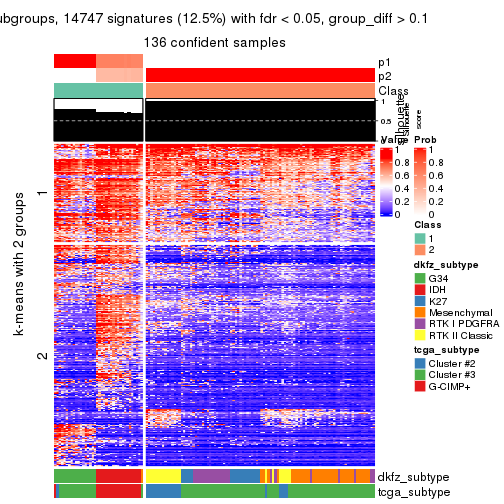 ubgroups, 14747 signatures (12.5%) with fdr < 0.05, group_diff > 0.1
136 confident samples
p1
p2
Class
1
0.5
silhouette
score
k-means with 2 groups
1
2
Prob
1 1
0.8 0.8
0.6 0.6
0.4 0.4
0.2 0.2
0 0
Class
1
2
dkfz_subtype
G34
IDH
K27
Mesenchymal
RTK I PDGFRA
RTK II Classic
tcga_subtype
Cluster #2
Cluster #3
G-CIMP+
dkfz_subtype
tcga_subtype